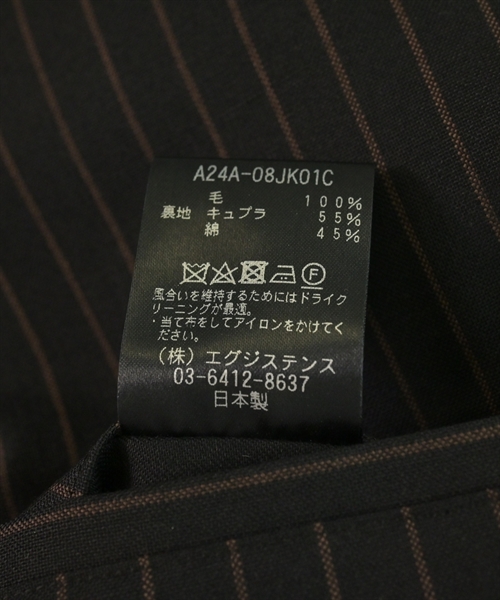 A24A-08JK01C
毛 100%
裏地 キュプラ 55%
綿 45%
F
風合いを維持するためにはドライク
リーニングが最適。
・当て布をしてアイロンをかけてく
ださい。
(株) エグジステンス
03-6412-8637
日本製